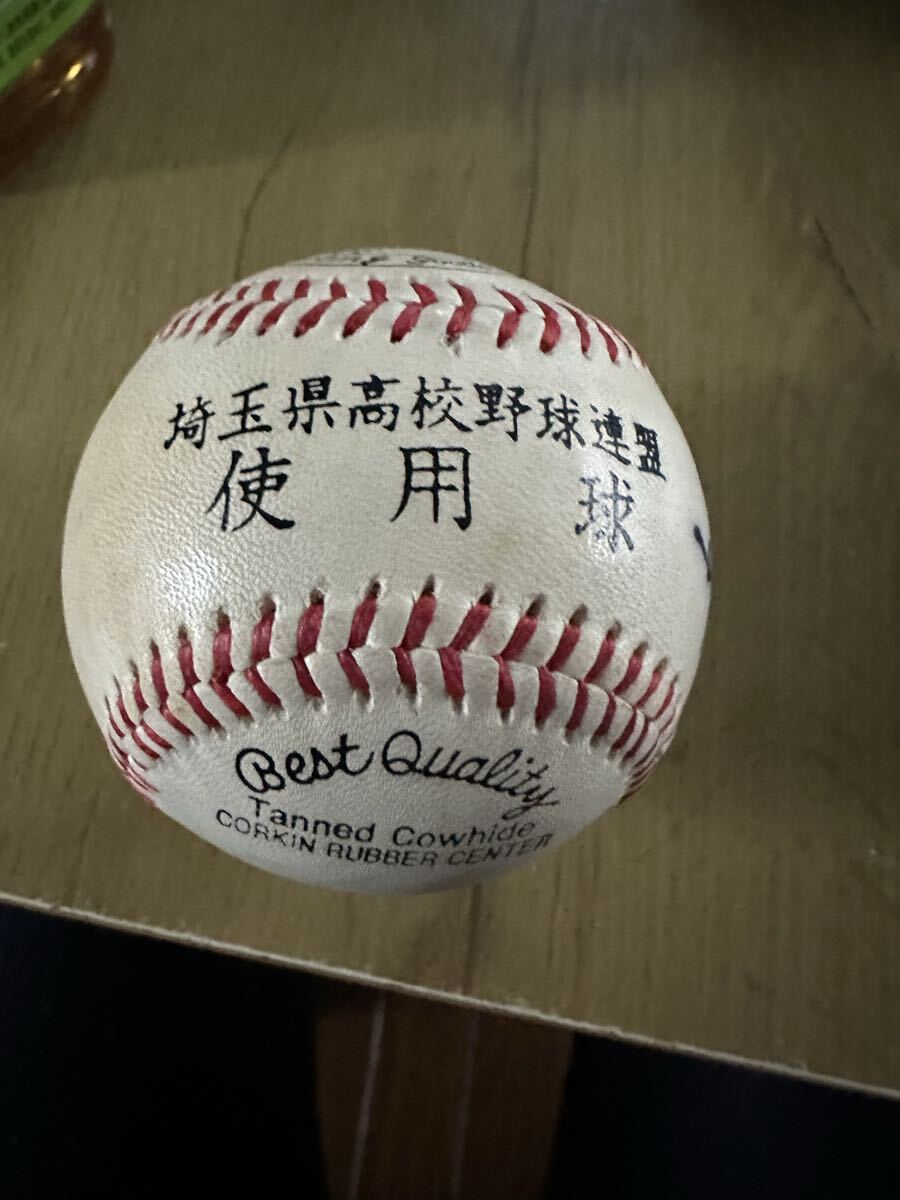 埼玉県高校野球連盟
使用球
Best Quality
Tanned Cowhide
CORKIN RUBBER CENTER